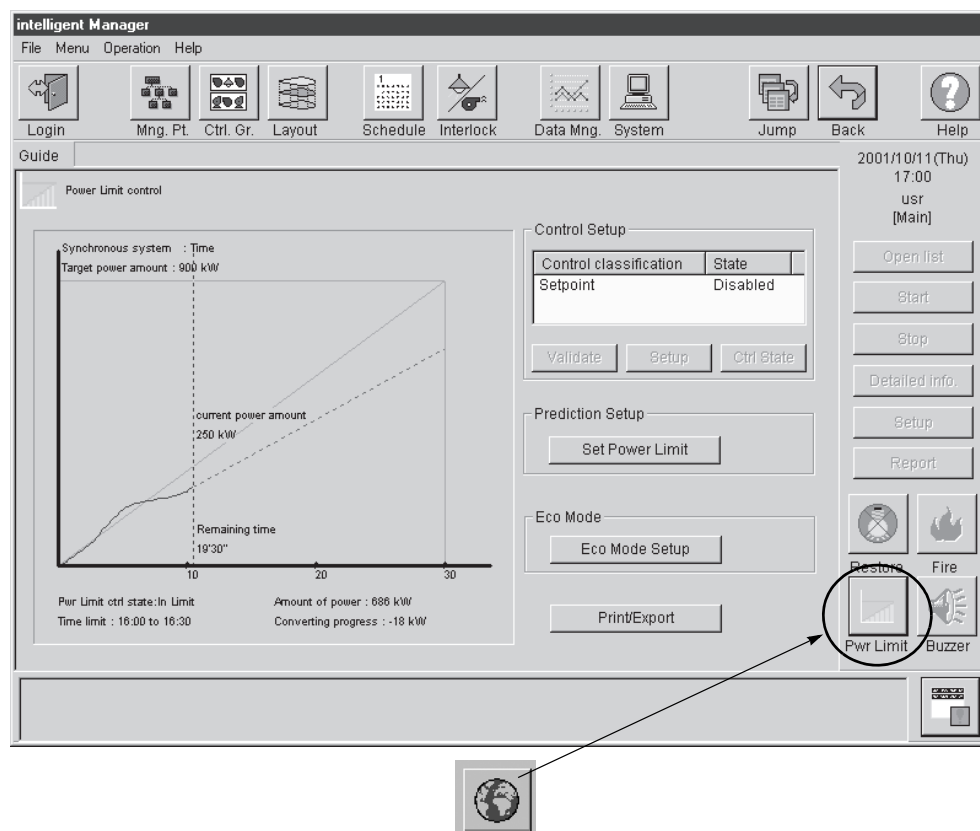 intelligent Manager
File Menu Operation Help
Login Mng. Pt. Ctrl. Gr. Layout Schedule Interlock Data Mng. System Jump Back Help
1
Guide
2001/10/11(Thu)
17:00
usr
[Main]
Power Limit control
Synchronous system : Time
Target power amount : 900 kW
current power amount
250 kW
Remaining time
19'30"
10 20 30
Pwr Limit ctrl state:In Limit Amount of power : 686 kW
Time limit : 16:00 to 16:30 Converting progress : -18 kW
Control Setup
Control classification State
Setpoint Disabled
Validate Setup Ctrl State
Prediction Setup
Set Power Limit
Eco Mode
Eco Mode Setup
Print/Export
Open list
Start
Stop
Detailed info.
Setup
Report
Restore Fire
Pwr Limit Buzzer